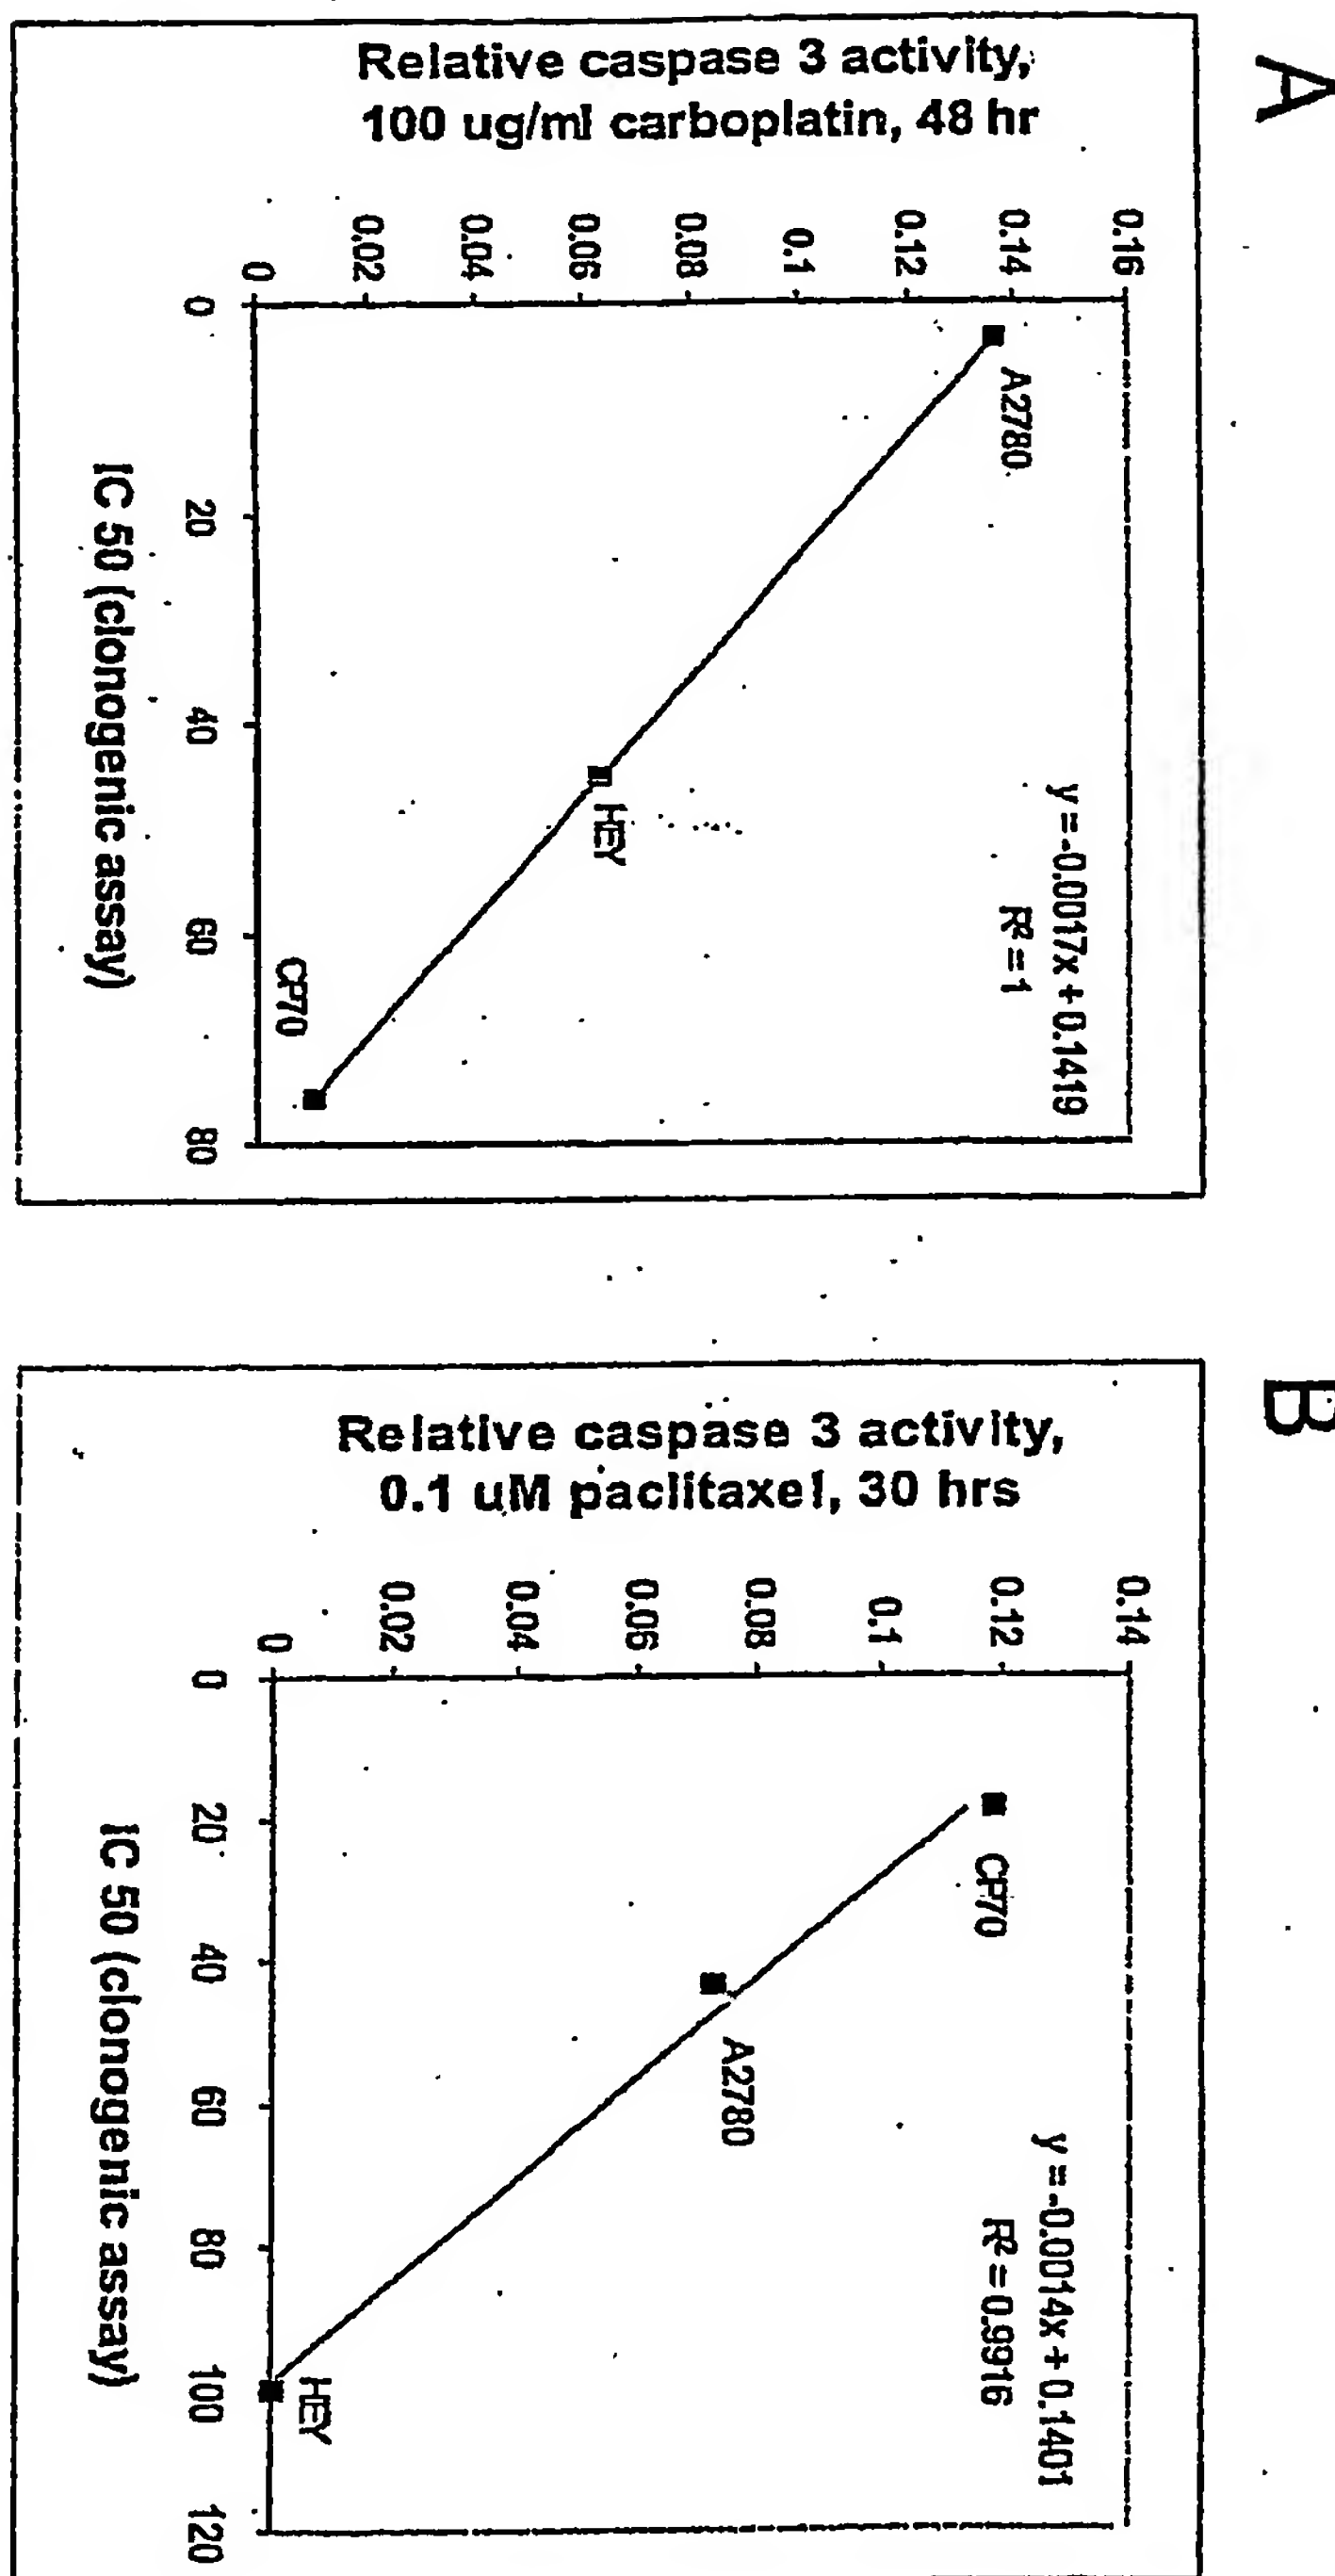 A
Relative caspase 3 activity,
100 ug/ml carboplatin, 48 hr
0.16
0.14
0.12
0.1
0.08
0.06
0.04
0.02
0
0
20
40
60
80
IC 50 (clonogenic assay)
A2780
HEY
CP70
y = -0.0017x + 0.1419
R² = 1
B
Relative caspase 3 activity,
0.1 uM paclitaxel, 30 hrs
0.14
0.12
0.1
0.08
0.06
0.04
0.02
0
0
20
40
60
80
100
120
IC 50 (clonogenic assay)
CP70
A2780
HEY
y = -0.0014x + 0.1401
R² = 0.9916